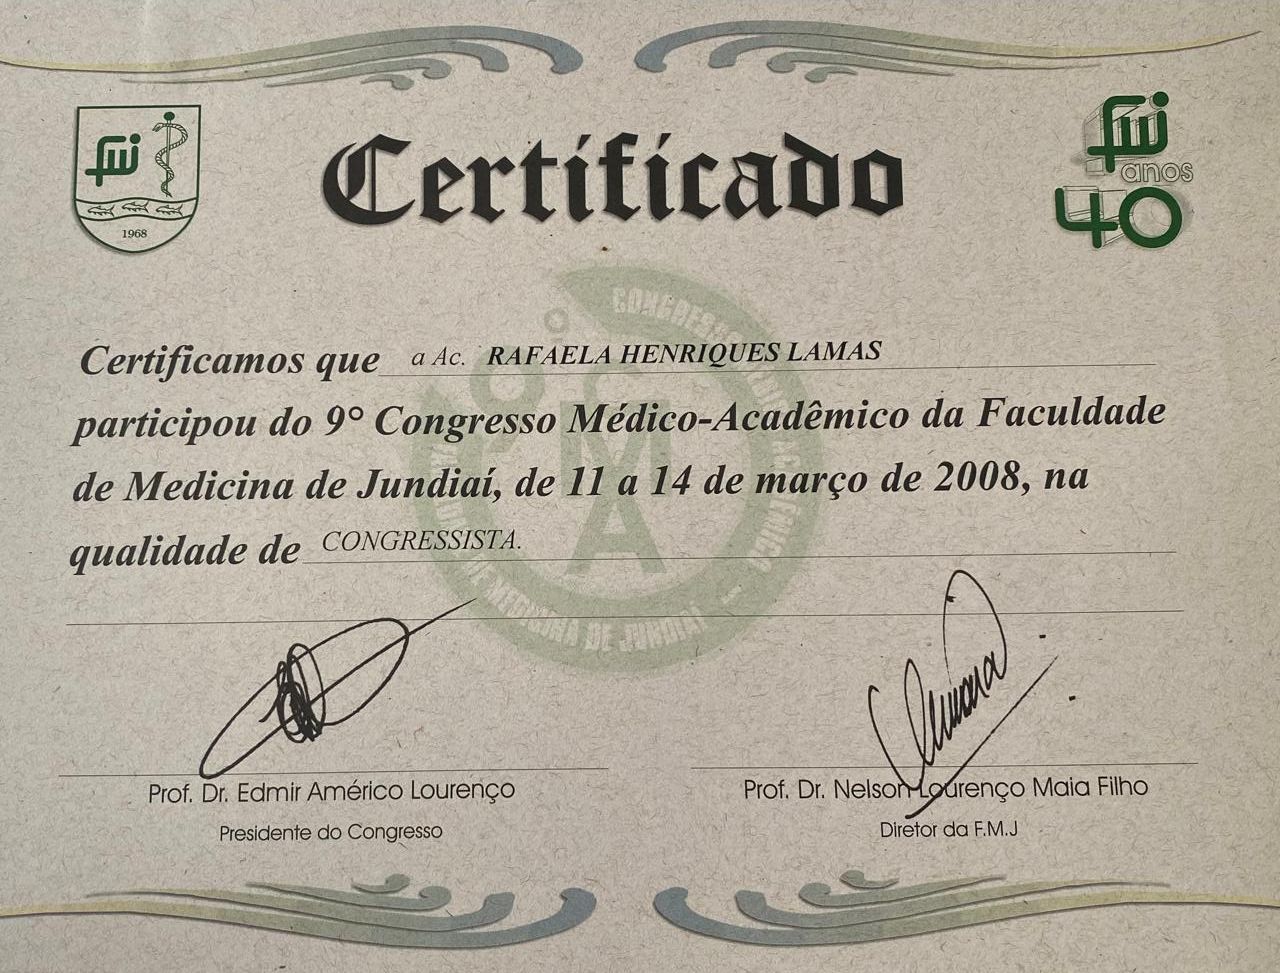 fmj
1968
Certificado
fmj
anos
40
Certificamos que a Ac. RAFAELA HENRIQUES LAMAS
participou do 9° Congresso Médico-Acadêmico da Faculdade
de Medicina de Jundiaí, de 11 a 14 de março de 2008, na
qualidade de CONGRESSISTA.
Prof. Dr. Edmir Américo Lourenço
Presidente do Congresso
Prof. Dr. Nelson Lourenço Maia Filho
Diretor da F.M.J